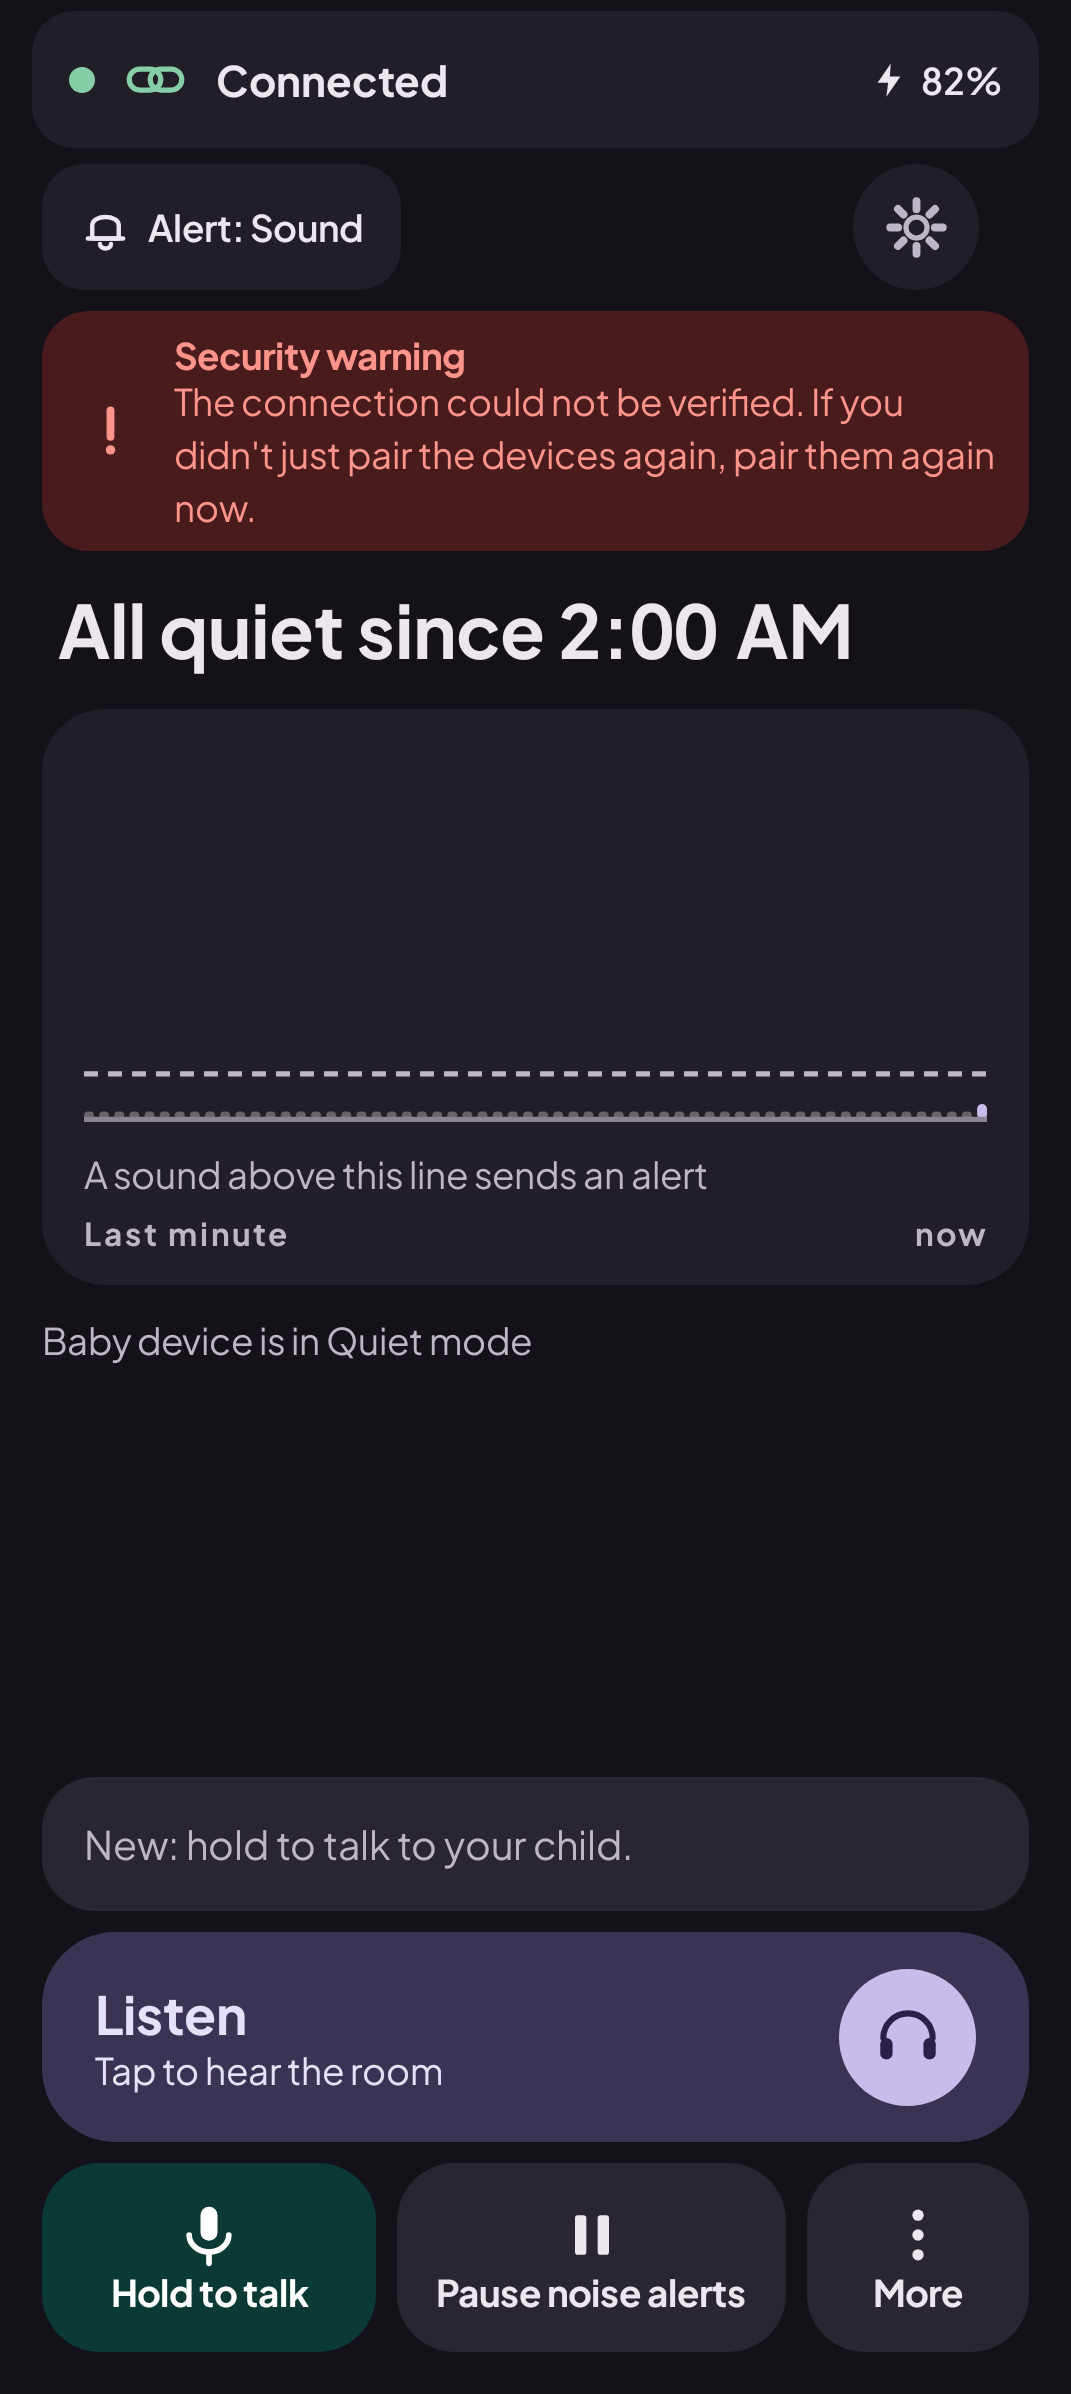 Connected
82%
Alert: Sound
Security warning
The connection could not be verified. If you
didn't just pair the devices again, pair them again
now.
All quiet since 2:00 AM
A sound above this line sends an alert
Last minute
now
Baby device is in Quiet mode
New: hold to talk to your child.
Listen
Tap to hear the room
Hold to talk
Pause noise alerts
More